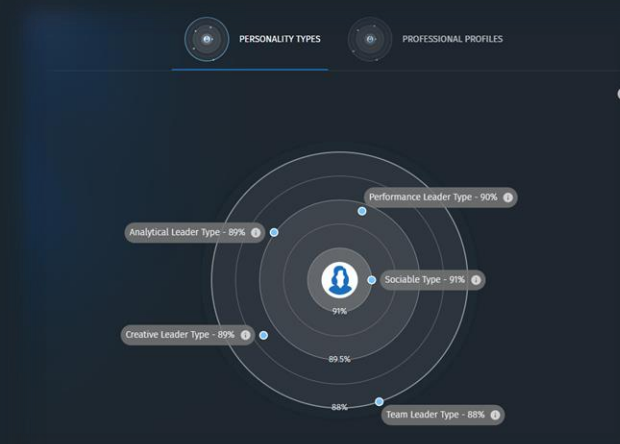 PERSONALITY TYPES
PROFESSIONAL PROFILES
Performance Leader Type - 90%
Analytical Leader Type - 89%
Sociable Type - 91%
91%
Creative Leader Type - 89%
89.5%
88%
Team Leader Type - 88%